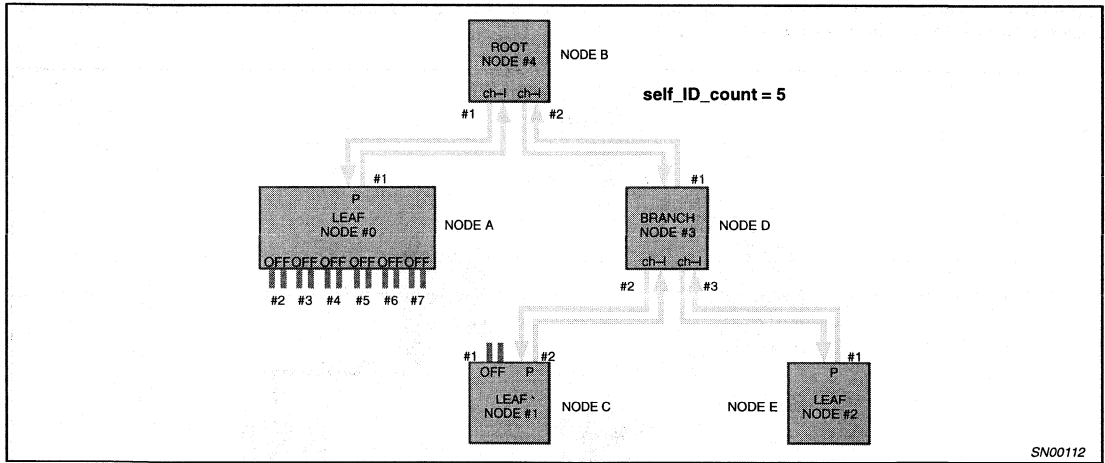 ROOT
NODE #4
NODE B
ch–I ch–I
self_ID_count = 5
#1
#2
#1
#1
P
LEAF
NODE #0
NODE A
BRANCH
NODE #3
NODE D
OFF OFF OFF OFF OFF OFF
ch–I ch–I
#2 #3 #4 #5 #6 #7
#2
#3
#1
#2
#1
OFF P
P
LEAF
NODE #1
NODE C
NODE E
LEAF
NODE #2
SN00112